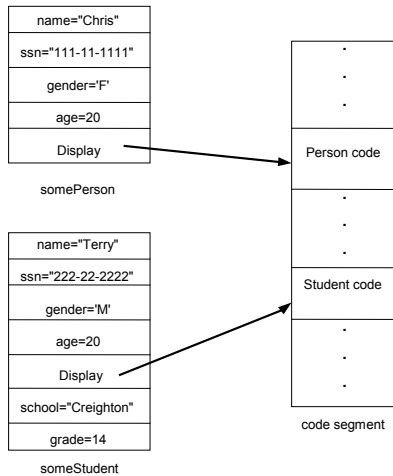 name="Chris"
ssn="111-11-1111"
gender='F'
age=20
Display
somePerson
name="Terry"
ssn="222-22-2222"
gender='M'
age=20
Display
school="Creighton"
grade=14
someStudent
.
.
.
Person code
.
.
.
Student code
.
.
.
code segment